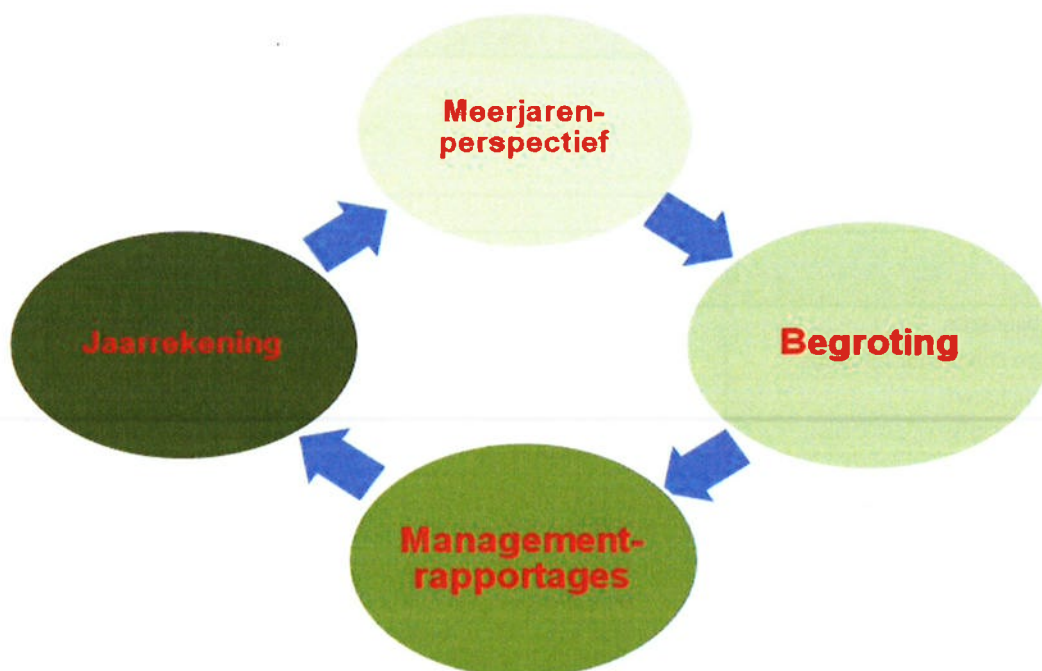 Meerjaren-
perspectief
Begroting
Management-
rapportages
Jaarrekening